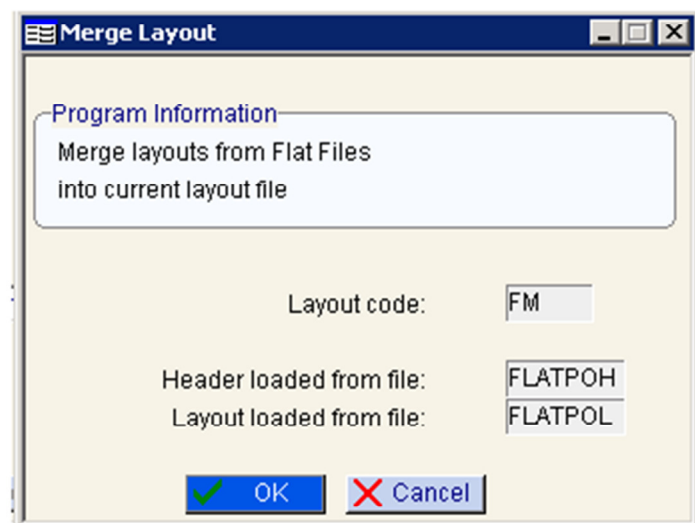 Merge Layout
Program Information
Merge layouts from Flat Files
into current layout file
Layout code: FM
Header loaded from file: FLATPOH
Layout loaded from file: FLATPOL
OK Cancel